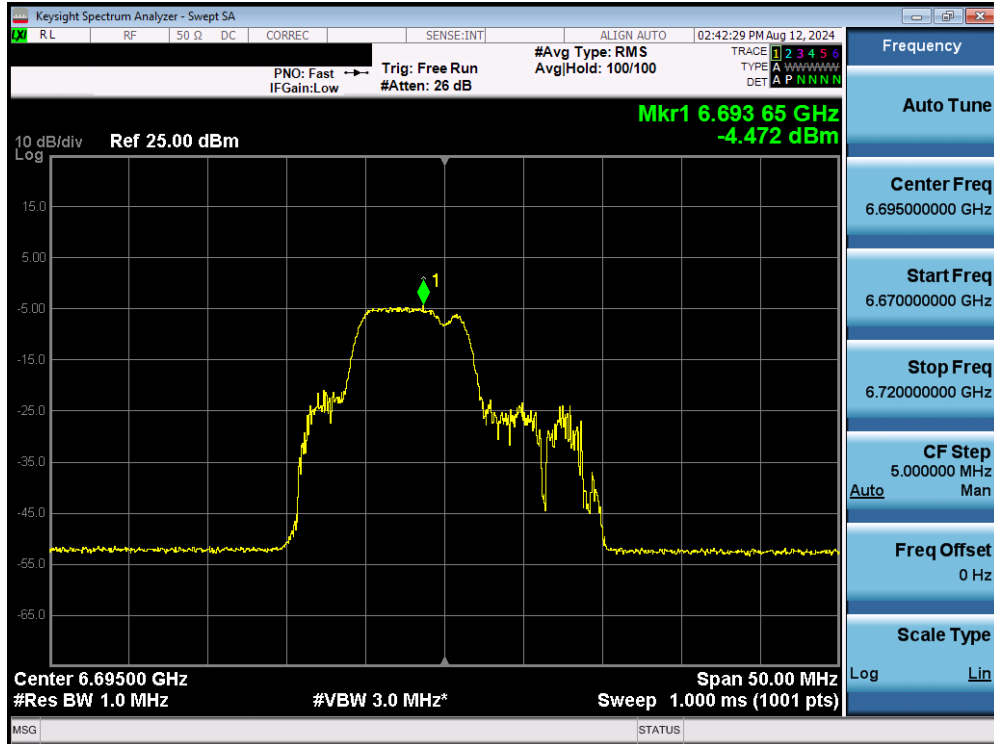 Keysight Spectrum Analyzer - Swept SA
LXI RL RF 50 Ω DC CORREC SENSE:INT ALIGN AUTO 02:42:29 PM Aug 12, 2024
PNO: Fast
IFGain:Low
Trig: Free Run
#Atten: 26 dB
#Avg Type: RMS
Avg|Hold: 100/100
TRACE 1 2 3 4 5 6
TYPE A WWWWW
DET A P N N N N
Mkr1 6.693 65 GHz
-4.472 dBm
10 dB/div Ref 25.00 dBm
Log
15.0
5.00
-5.00
-15.0
-25.0
-35.0
-45.0
-55.0
-65.0
1
Center 6.69500 GHz Span 50.00 MHz
#Res BW 1.0 MHz #VBW 3.0 MHz* Sweep 1.000 ms (1001 pts)
MSG STATUS
Frequency
Auto Tune
Center Freq
6.695000000 GHz
Start Freq
6.670000000 GHz
Stop Freq
6.720000000 GHz
CF Step
5.000000 MHz
Auto Man
Freq Offset
0 Hz
Scale Type
Log Lin